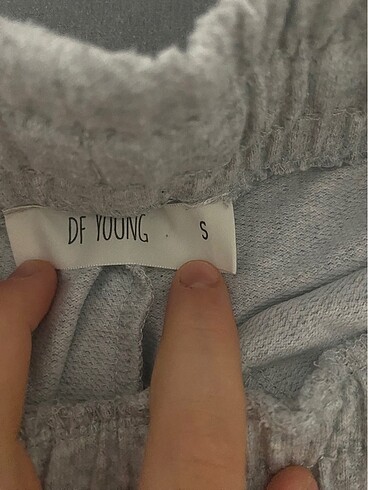 DF YOUNG . S